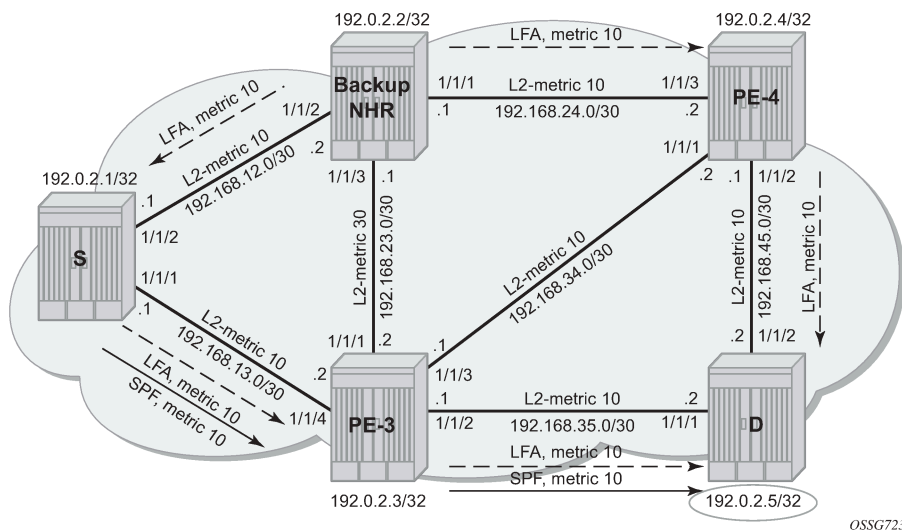 192.0.2.2/32
LFA, metric 10
192.0.2.4/32
Backup
NHR
1/1/1
L2-metric 10
1/1/3
PE-4
.1
192.168.24.0/30
.2
LFA, metric 10
1/1/2
L2-metric 10
192.168.12.0/30
.2
1/1/3
.1
1/1/1
.2
.1
1/1/2
192.0.2.1/32
.1
1/1/2
S
1/1/1
.1
L2-metric 30
192.168.23.0/30
L2-metric 10
192.168.34.0/30
L2-metric 10
192.168.45.0/30
LFA, metric 10
L2-metric 10
192.168.13.0/30
LFA, metric 10
SPF, metric 10
.2
1/1/4
1/1/1
.2
.1
1/1/3
.2
1/1/2
PE-3
.1
1/1/2
L2-metric 10
192.168.35.0/30
.2
1/1/1
D
LFA, metric 10
SPF, metric 10
192.0.2.3/32
192.0.2.5/32